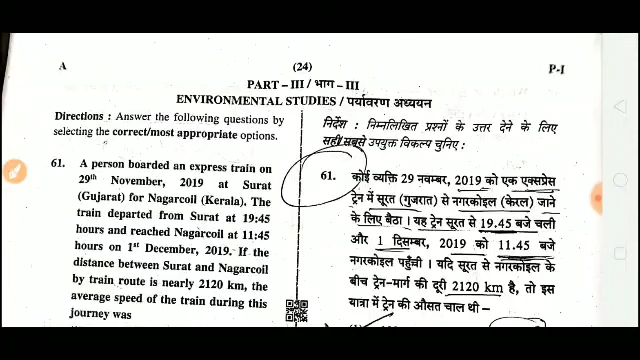 A
(24)
P-I
PART – III / भाग – III
ENVIRONMENTAL STUDIES / पर्यावरण अध्ययन
Directions : Answer the following questions by
selecting the correct/most appropriate options.
61. A person boarded an express train on
29th November, 2019 at Surat
(Gujarat) for Nagarcoil (Kerala). The
train departed from Surat at 19:45
hours and reached Nagarcoil at 11:45
hours on 1st December, 2019. If the
distance between Surat and Nagarcoil
by train route is nearly 2120 km, the
average speed of the train during this
journey was
निर्देश : निम्नलिखित प्रश्नों के उत्तर देने के लिए
सही/सबसे उपयुक्त विकल्प चुनिए :
61. कोई व्यक्ति 29 नवम्बर, 2019 को एक एक्सप्रेस
ट्रेन में सूरत (गुजरात) से नगरकोइल (केरल) जाने
के लिए बैठा । यह ट्रेन सूरत से 19.45 बजे चली
और 1 दिसम्बर, 2019 को 11.45 बजे
नगरकोइल पहुँची । यदि सूरत से नगरकोइल के
बीच ट्रेन-मार्ग की दूरी 2120 km है, तो इस
यात्रा में ट्रेन की औसत चाल थी -